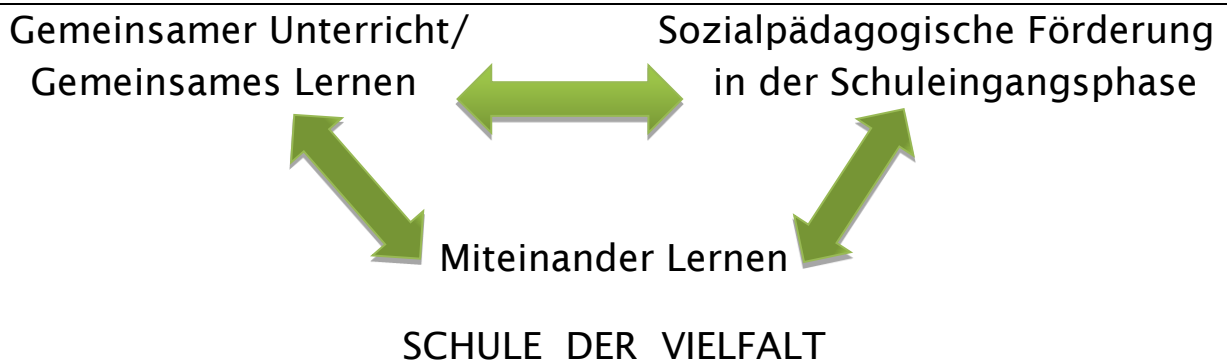 Gemeinsamer Unterricht/
Gemeinsames Lernen
Sozialpädagogische Förderung
in der Schuleingangsphase
Miteinander Lernen
SCHULE DER VIELFALT